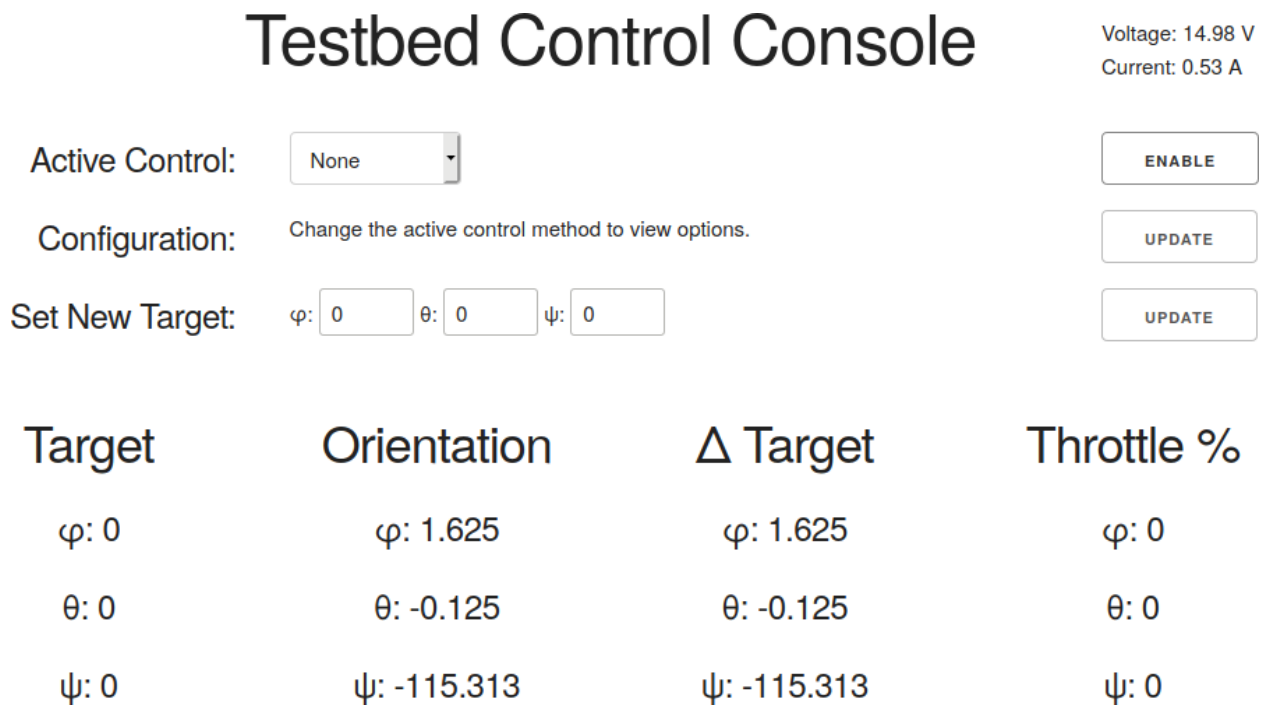 Testbed Control Console
Voltage: 14.98 V
Current: 0.53 A
Active Control: None ENABLE
Configuration: Change the active control method to view options. UPDATE
Set New Target: φ: 0 θ: 0 ψ: 0 UPDATE
Target Orientation Δ Target Throttle %
φ: 0 φ: 1.625 φ: 1.625 φ: 0
θ: 0 θ: -0.125 θ: -0.125 θ: 0
ψ: 0 ψ: -115.313 ψ: -115.313 ψ: 0